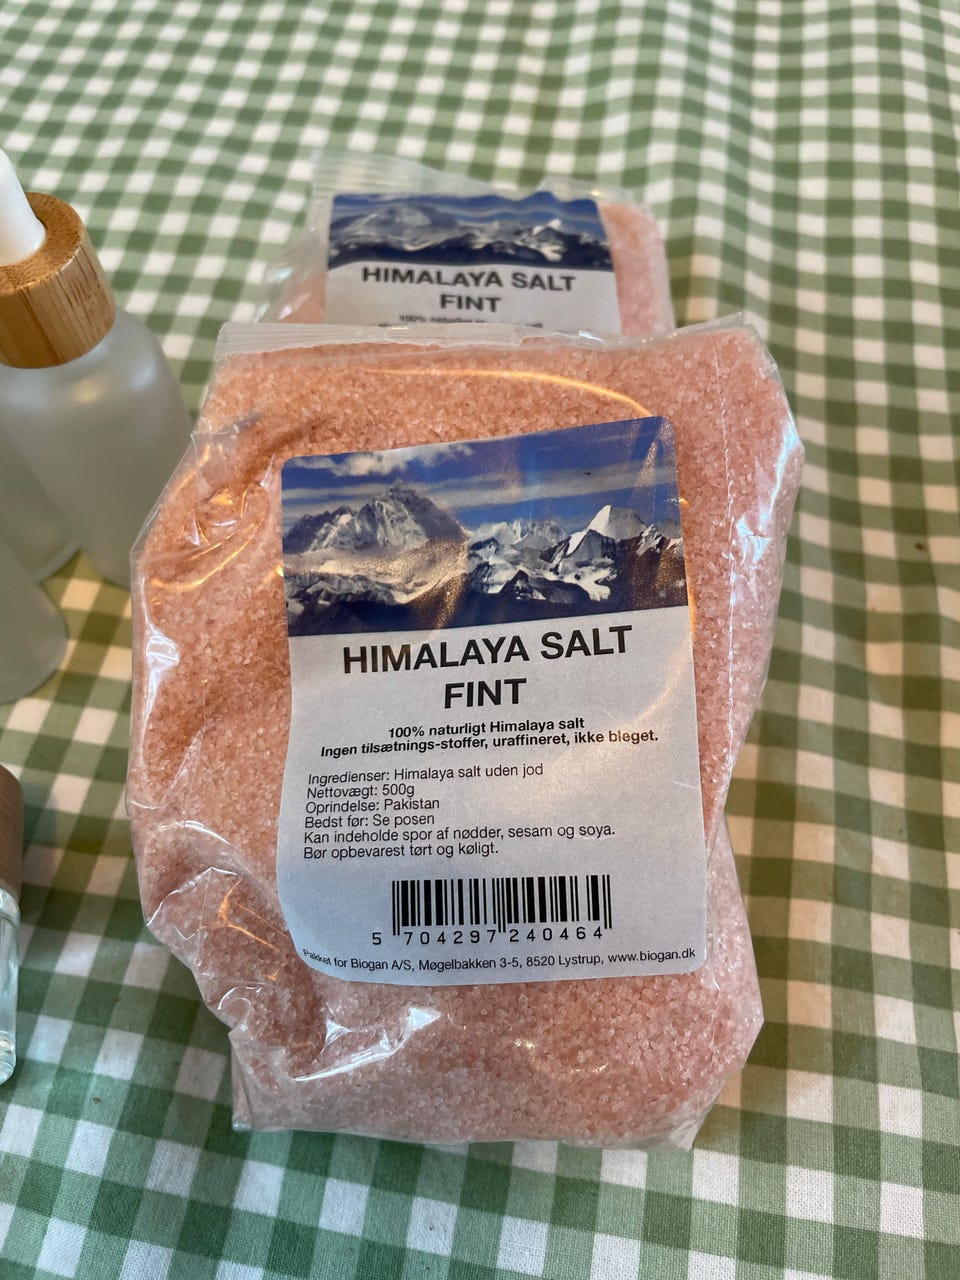 HIMALAYA SALT
FINT
100% naturligt
HIMALAYA SALT
FINT
100% naturligt Himalaya salt
Ingen tilsætnings-stoffer, uraffineret, ikke bleget.
Ingredienser: Himalaya salt uden jod
Nettovægt: 500g
Oprindelse: Pakistan
Bedst før: Se posen
Kan indeholde spor af nødder, sesam og soya.
Bør opbevarest tørt og køligt.
5 704297 240464
Pakket for Biogan A/S, Møgelbakken 3-5, 8520 Lystrup, www.biogan.dk